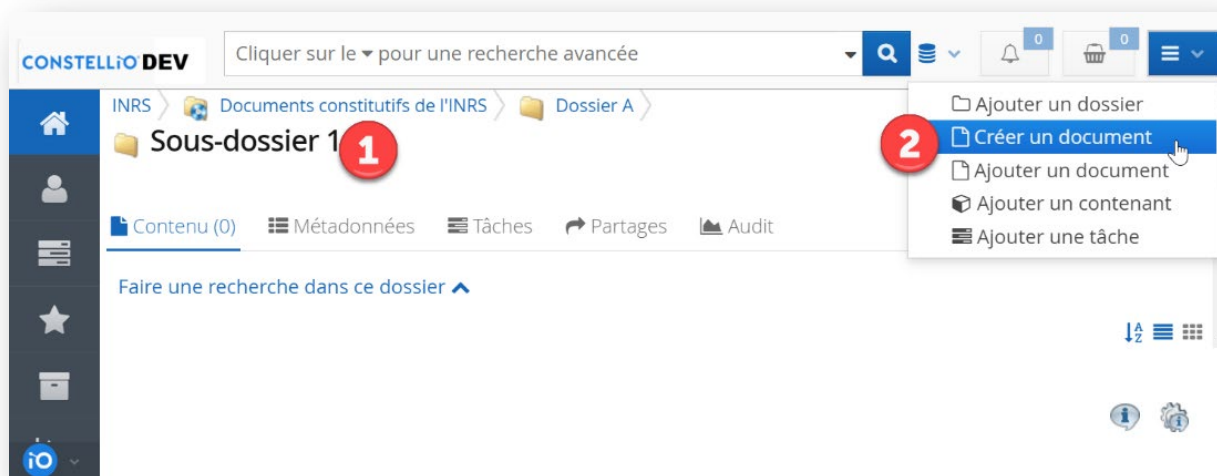 CONSTELLiO DEV
Cliquer sur le ▾ pour une recherche avancée
0
0
INRS
Documents constitutifs de l'INRS
Dossier A
Sous-dossier 1
1
2
Ajouter un dossier
Créer un document
Ajouter un document
Ajouter un contenant
Ajouter une tâche
Contenu (0)
Métadonnées
Tâches
Partages
Audit
Faire une recherche dans ce dossier
A
Z
iO